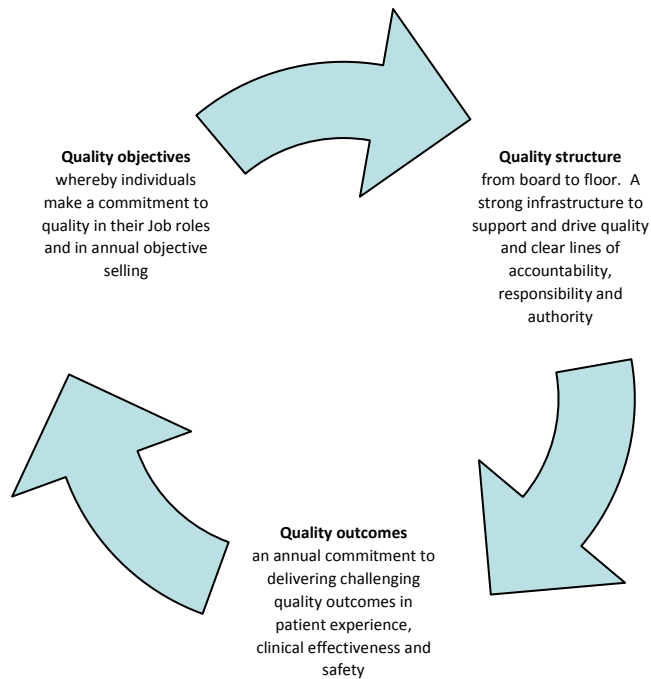 Quality objectives
whereby individuals
make a commitment to
quality in their Job roles
and in annual objective
selling
Quality structure
from board to floor.  A
strong infrastructure to
support and drive quality
and clear lines of
accountability,
responsibility and
authority
Quality outcomes
an annual commitment to
delivering challenging
quality outcomes in
patient experience,
clinical effectiveness and
safety